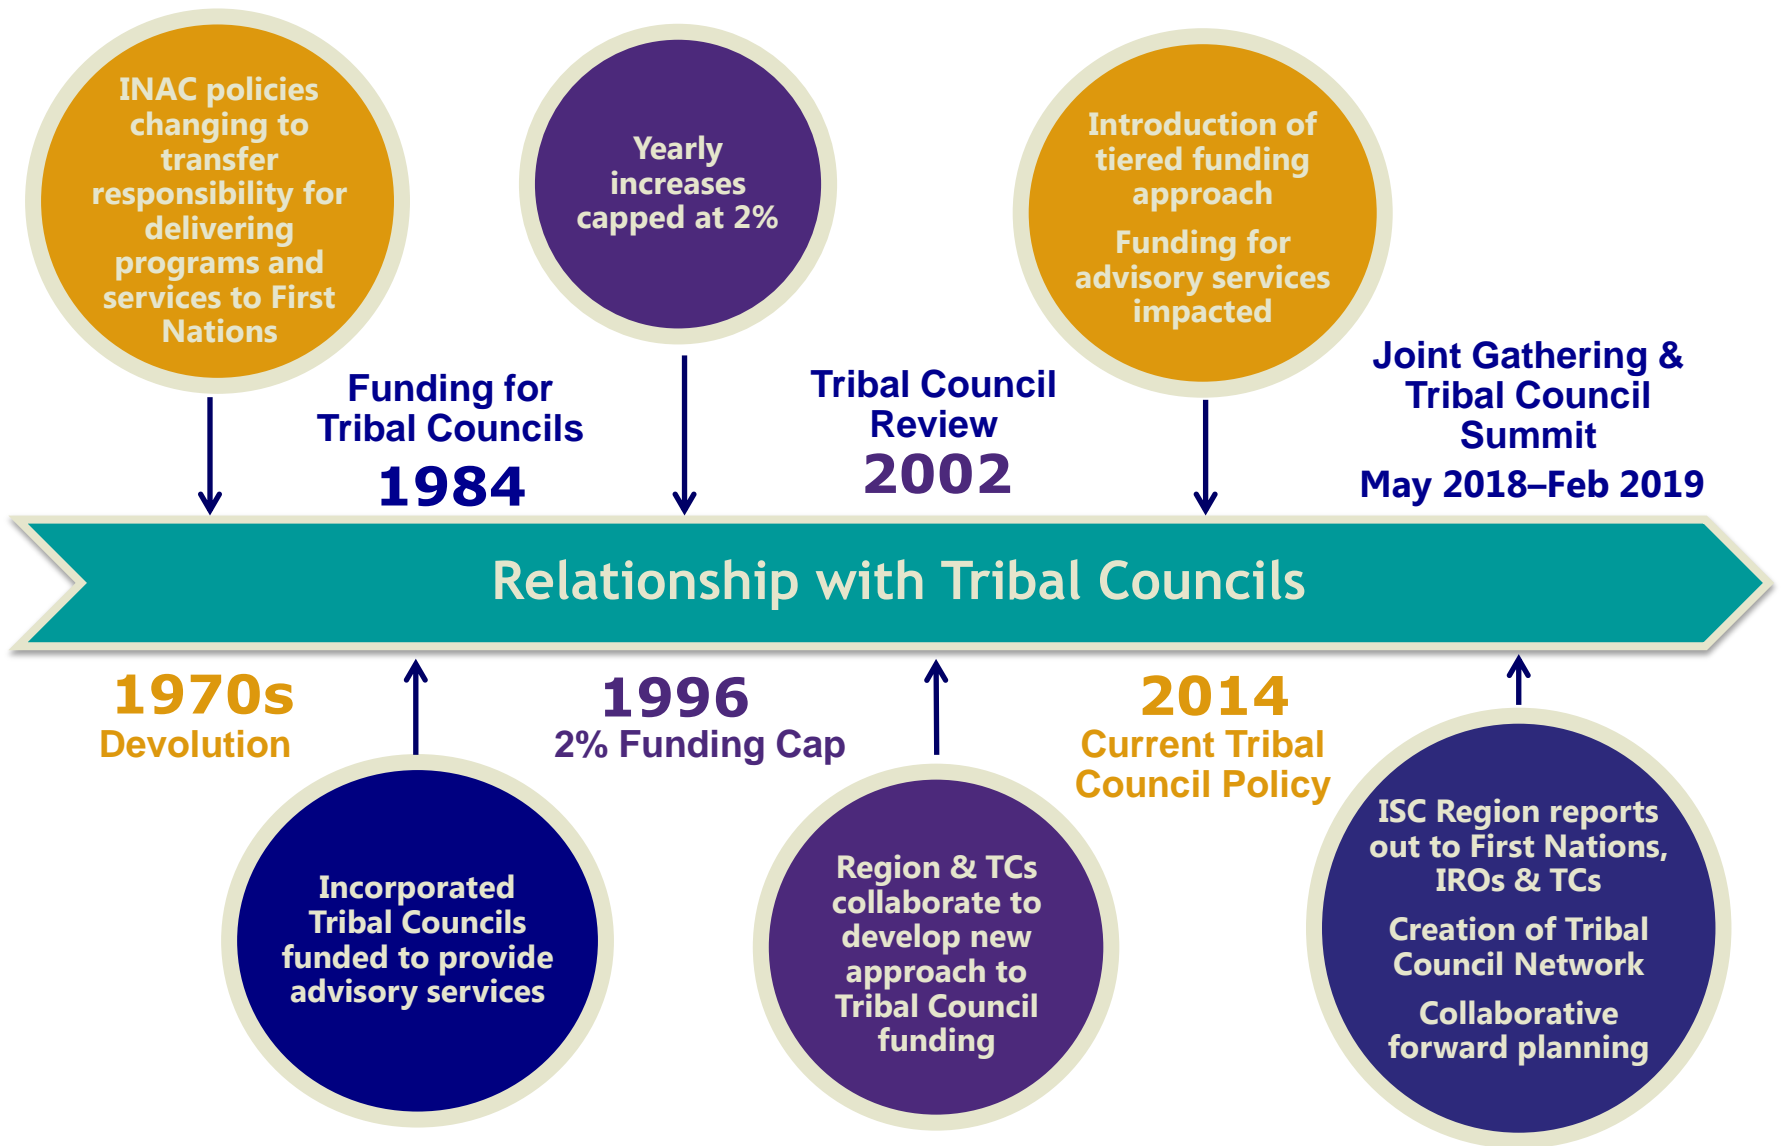 INAC policies
changing to
transfer
responsibility for
delivering
programs and
services to First
Nations
Yearly
increases
capped at 2%
Introduction of
tiered funding
approach
Funding for
advisory services
impacted
Funding for
Tribal Councils
1984
Tribal Council
Review
2002
Joint Gathering &
Tribal Council
Summit
May 2018–Feb 2019
Relationship with Tribal Councils
1970s
Devolution
1996
2% Funding Cap
2014
Current Tribal
Council Policy
Incorporated
Tribal Councils
funded to provide
advisory services
Region & TCs
collaborate to
develop new
approach to
Tribal Council
funding
ISC Region reports
out to First Nations,
IROs & TCs
Creation of Tribal
Council Network
Collaborative
forward planning